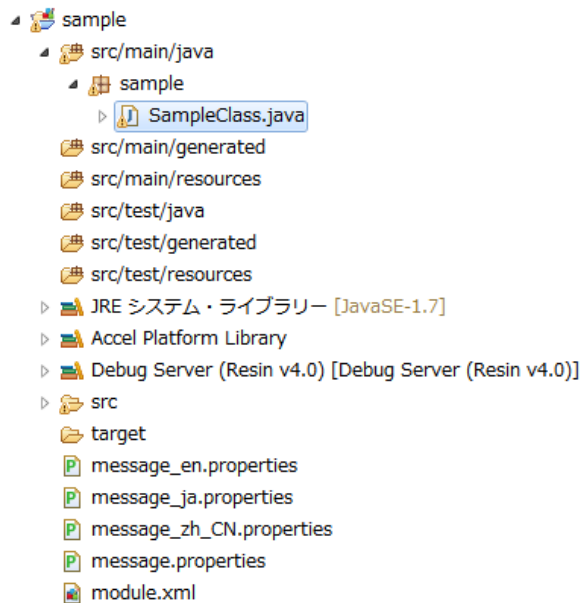 sample
src/main/java
sample
SampleClass.java
src/main/generated
src/main/resources
src/test/java
src/test/generated
src/test/resources
JRE システム・ライブラリー [JavaSE-1.7]
Accel Platform Library
Debug Server (Resin v4.0) [Debug Server (Resin v4.0)]
src
target
message_en.properties
message_ja.properties
message_zh_CN.properties
message.properties
module.xml